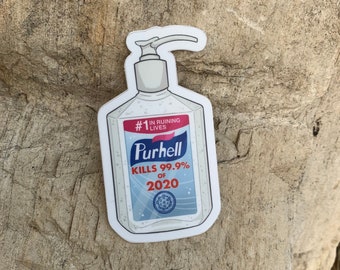 #1 IN RUINING
LIVES
Purhell
KILLS 99.9%
OF
2020